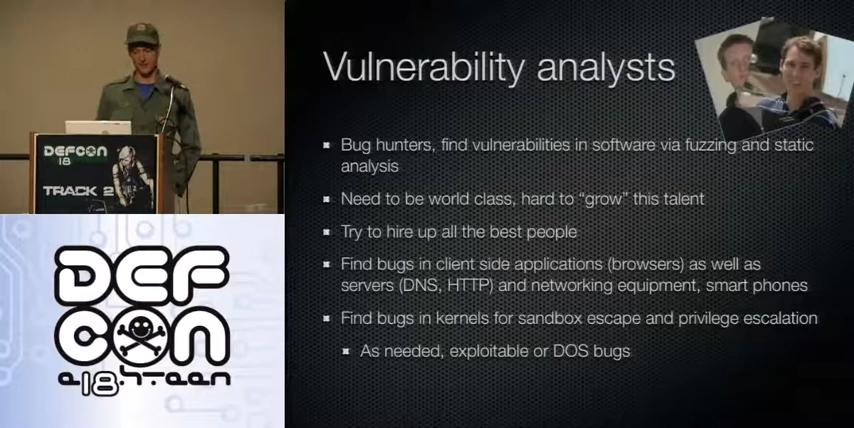 Vulnerability analysts
Bug hunters, find vulnerabilities in software via fuzzing and static
analysis
Need to be world class, hard to “grow” this talent
Try to hire up all the best people
Find bugs in client side applications (browsers) as well as
servers (DNS, HTTP) and networking equipment, smart phones
Find bugs in kernels for sandbox escape and privilege escalation
As needed, exploitable or DOS bugs
DEFCON
18
TRACK 2
DEF
CON
e18hteen